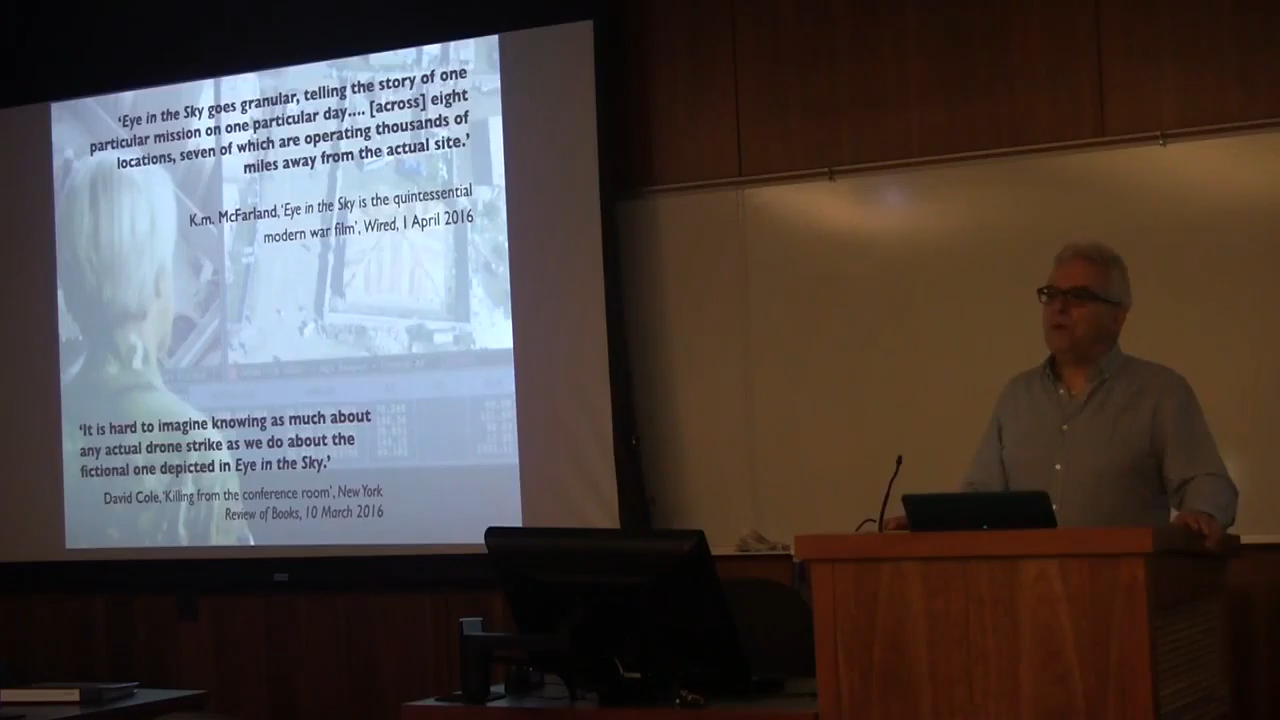 ‘Eye in the Sky goes granular, telling the story of one
particular mission on one particular day.... [across] eight
locations, seven of which are operating thousands of
miles away from the actual site.’
K.m. McFarland, ‘Eye in the Sky is the quintessential
modern war film’, Wired, 1 April 2016
‘It is hard to imagine knowing as much about
any actual drone strike as we do about the
fictional one depicted in Eye in the Sky.’
David Cole, ‘Killing from the conference room’, New York
Review of Books, 10 March 2016